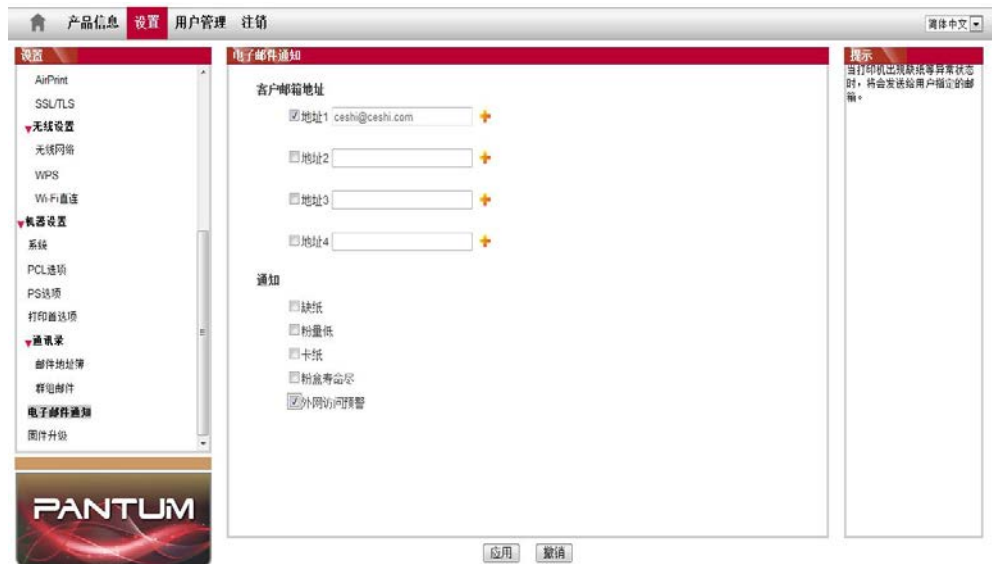 产品信息 设置 用户管理 注销
简体中文
设置
AirPrint
SSL/TLS
无线设置
无线网络
WPS
Wi-Fi直连
机器设置
系统
PCL选项
PS选项
打印首选项
通讯录
邮件地址簿
群组邮件
电子邮件通知
固件升级
PANTUM
电子邮件通知
客户邮箱地址
地址1 ceshi@ceshi.com
地址2
地址3
地址4
通知
缺纸
粉量低
卡纸
粉盒寿命尽
外网访问预警
应用 撤销
提示
当打印机出现缺纸等异常状态
时，将会发送给用户指定的邮
箱。